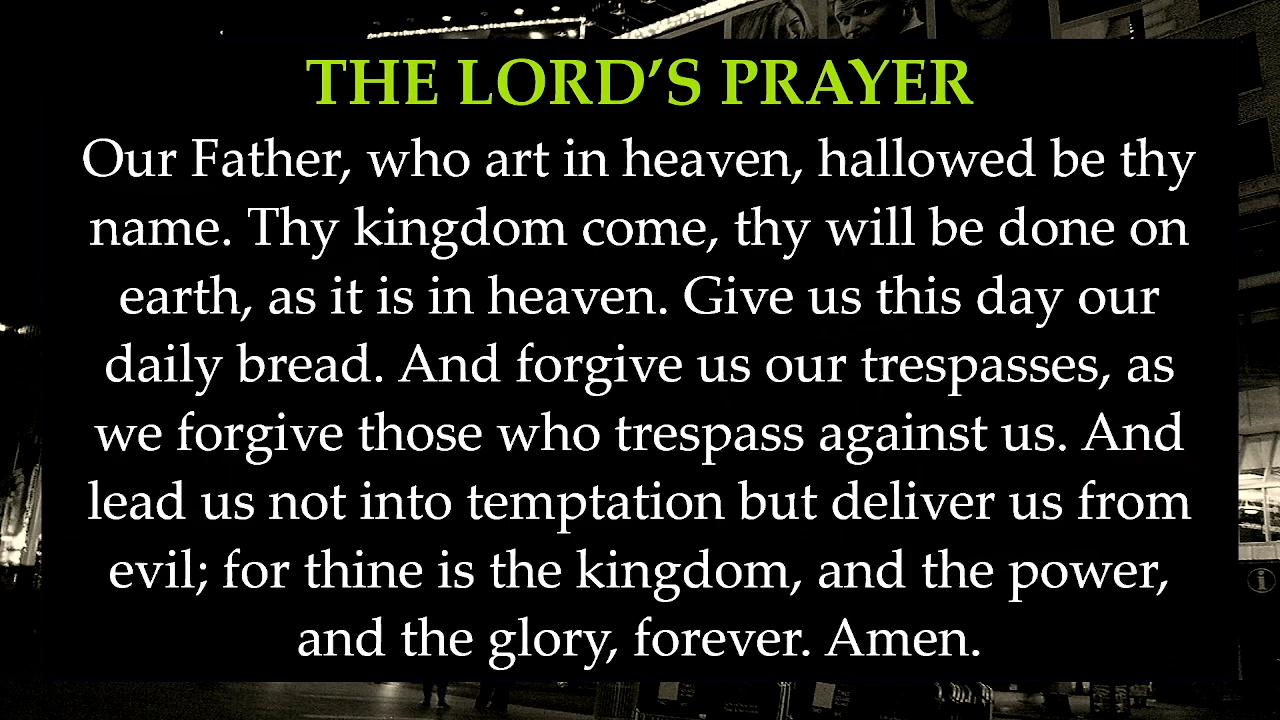 THE LORD’S PRAYER
Our Father, who art in heaven, hallowed be thy
name. Thy kingdom come, thy will be done on
earth, as it is in heaven. Give us this day our
daily bread. And forgive us our trespasses, as
we forgive those who trespass against us. And
lead us not into temptation but deliver us from
evil; for thine is the kingdom, and the power,
and the glory, forever. Amen.